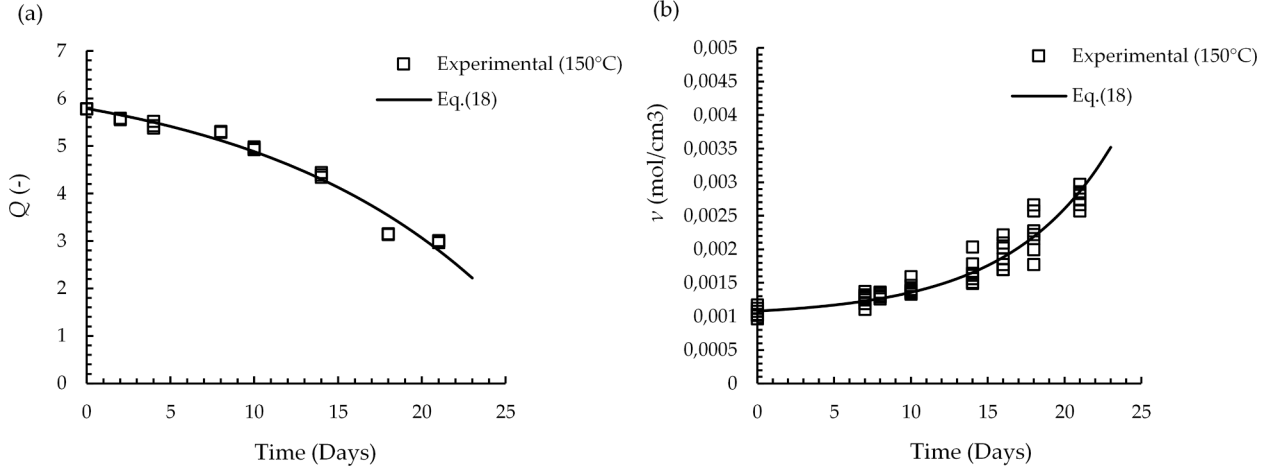 (a)
7
6
5
4
3
2
1
0
Q (-)
0 5 10 15 20 25
Time (Days)
Experimental (150°C)
Eq.(18)
(b)
0,005
0,0045
0,004
0,0035
0,003
0,0025
0,002
0,0015
0,001
0,0005
0
ν (mol/cm3)
0 5 10 15 20 25
Time (Days)
Experimental (150°C)
Eq.(18)